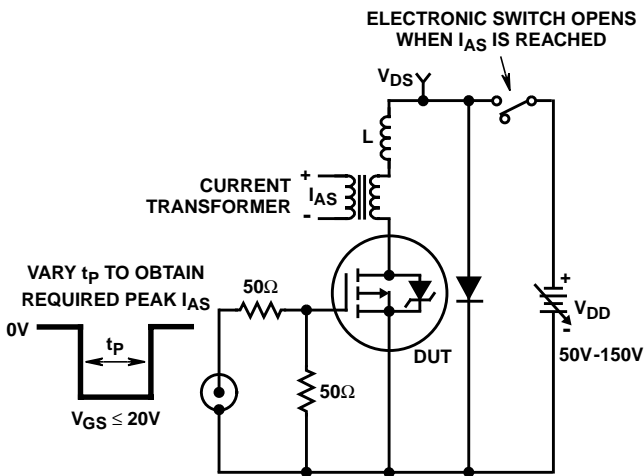 ELECTRONIC SWITCH OPENS
WHEN IAS IS REACHED
VDS
L
+
CURRENT
TRANSFORMER
IAS
-
VARY tP TO OBTAIN
REQUIRED PEAK IAS
50Ω
0V
tP
+
VDD
-
DUT
50V-150V
50Ω
VGS ≤ 20V